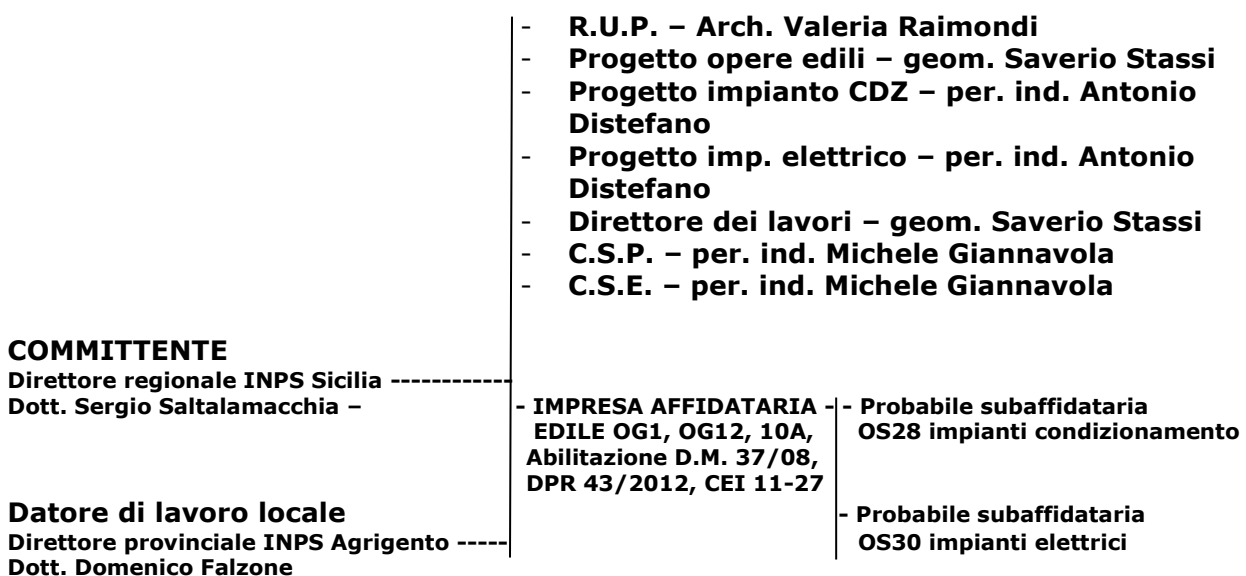 - R.U.P. – Arch. Valeria Raimondi
- Progetto opere edili – geom. Saverio Stassi
- Progetto impianto CDZ – per. ind. Antonio
Distefano
- Progetto imp. elettrico – per. ind. Antonio
Distefano
- Direttore dei lavori – geom. Saverio Stassi
- C.S.P. – per. ind. Michele Giannavola
- C.S.E. – per. ind. Michele Giannavola
COMMITTENTE
Direttore regionale INPS Sicilia ------------
Dott. Sergio Saltalamacchia –
- IMPRESA AFFIDATARIA -
EDILE OG1, OG12, 10A,
Abilitazione D.M. 37/08,
DPR 43/2012, CEI 11-27
- Probabile subaffidataria
OS28 impianti condizionamento
Datore di lavoro locale
Direttore provinciale INPS Agrigento -----
Dott. Domenico Falzone
- Probabile subaffidataria
OS30 impianti elettrici